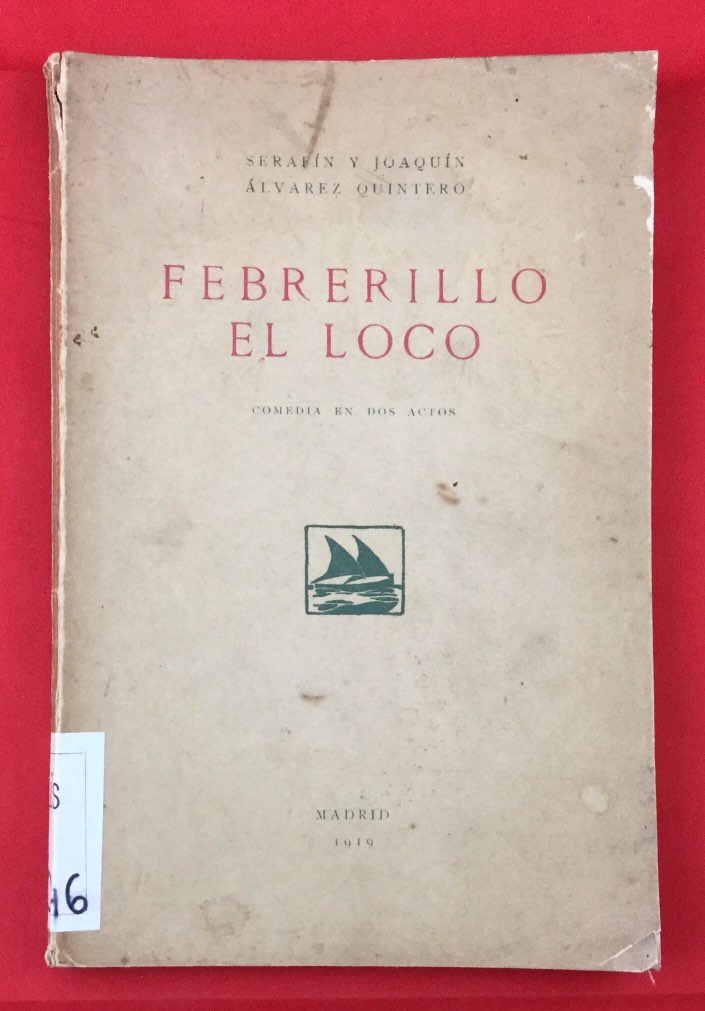 SERAFÍN Y JOAQUÍN
ÁLVAREZ QUINTERO
FEBRERILLO
EL LOCO
COMEDIA EN DOS ACTOS
MADRID
1919